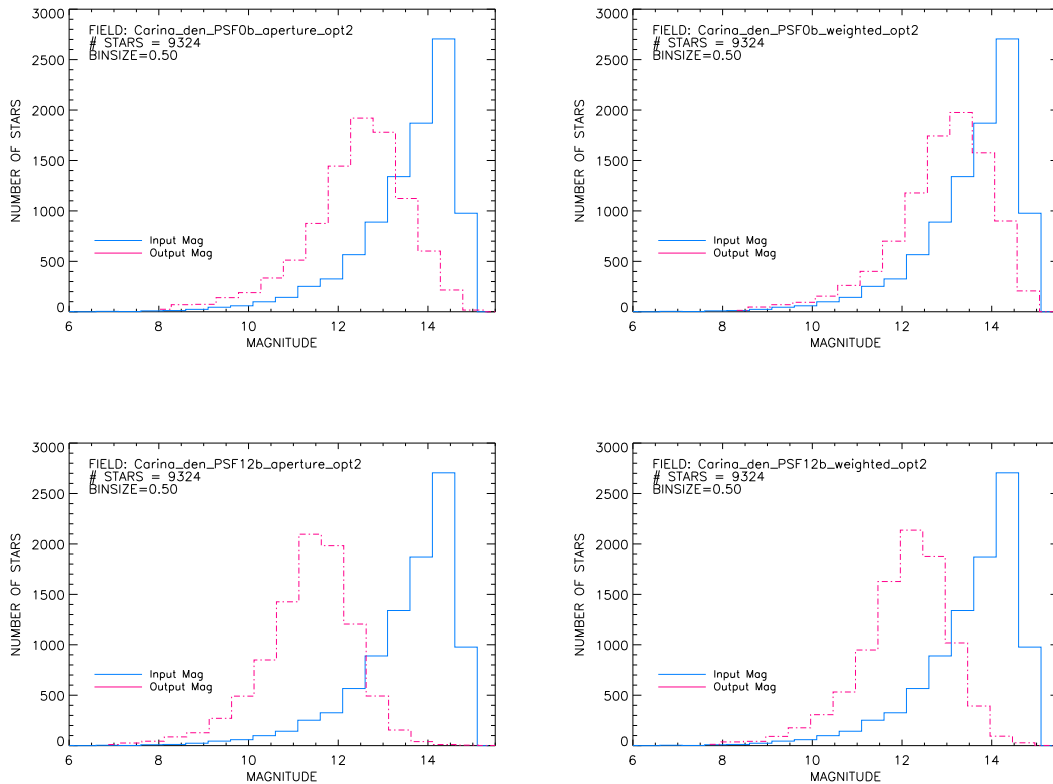 FIELD: Carina_den_PSF0b_aperture_opt2
# STARS = 9324
BINSIZE=0.50
NUMBER OF STARS
3000
2500
2000
1500
1000
500
0
Input Mag
Output Mag
6 8 10 12 14
MAGNITUDE
FIELD: Carina_den_PSF0b_weighted_opt2
# STARS = 9324
BINSIZE=0.50
NUMBER OF STARS
3000
2500
2000
1500
1000
500
0
Input Mag
Output Mag
6 8 10 12 14
MAGNITUDE
FIELD: Carina_den_PSF12b_aperture_opt2
# STARS = 9324
BINSIZE=0.50
NUMBER OF STARS
3000
2500
2000
1500
1000
500
0
Input Mag
Output Mag
6 8 10 12 14
MAGNITUDE
FIELD: Carina_den_PSF12b_weighted_opt2
# STARS = 9324
BINSIZE=0.50
NUMBER OF STARS
3000
2500
2000
1500
1000
500
0
Input Mag
Output Mag
6 8 10 12 14
MAGNITUDE